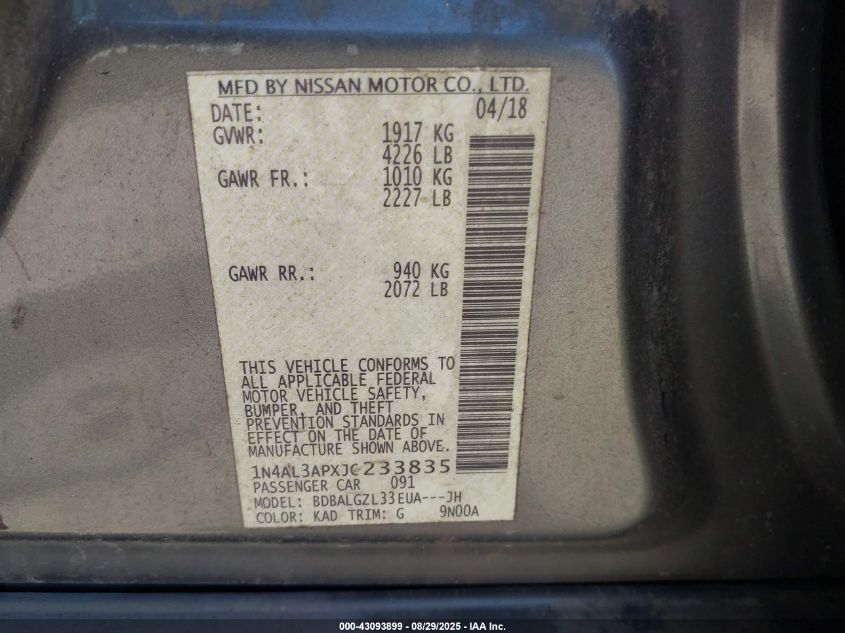 MFD BY NISSAN MOTOR CO., LTD.
DATE: 04/18
GVWR: 1917 KG
4226 LB
GAWR FR.: 1010 KG
2227 LB
GAWR RR.: 940 KG
2072 LB
THIS VEHICLE CONFORMS TO
ALL APPLICABLE FEDERAL
MOTOR VEHICLE SAFETY,
BUMPER, AND THEFT
PREVENTION STANDARDS IN
EFFECT ON THE DATE OF
MANUFACTURE SHOWN ABOVE.
1N4AL3APXJC233835
PASSENGER CAR 091
MODEL: BDBALGZL33EUA---JH
COLOR: KAD TRIM: G 9N00A
000-43093899 - 08/29/2025 - IAA Inc.